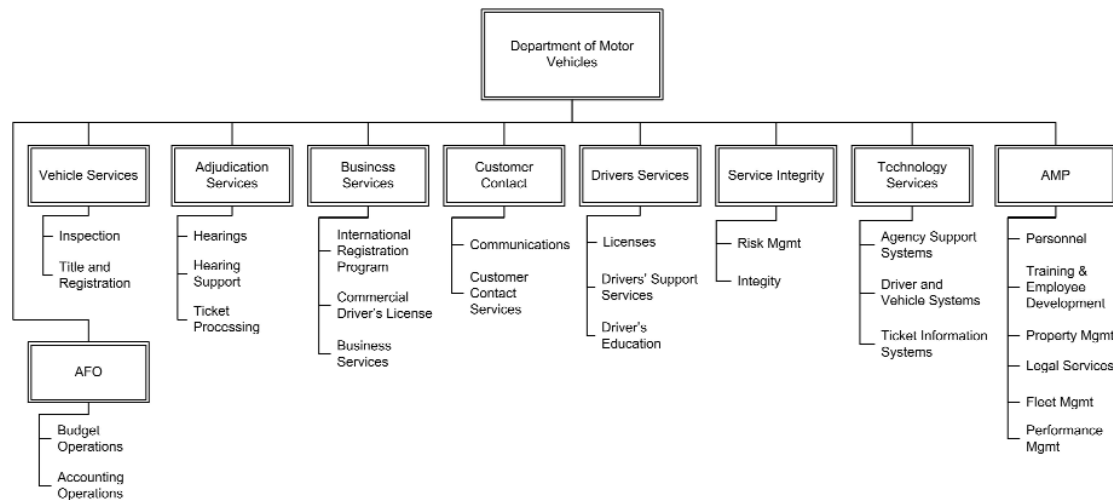 Department of Motor
Vehicles
Vehicle Services
Adjudication
Services
Business
Services
Customer
Contact
Drivers Services
Service Integrity
Technology
Services
AMP
Inspection
Title and
Registration
Hearings
Hearing
Support
Ticket
Processing
International
Registration
Program
Commercial
Driver's License
Business
Services
Communications
Customer
Contact
Services
Licenses
Drivers' Support
Services
Driver's
Education
Risk Mgmt
Integity
Agency Support
Systems
Driver and
Vehicle Systems
Ticket Information
Systems
Personnel
Training &
Employee
Development
Property Mgmt
Legal Services
Fleet Mgmt
Performance
Mgmt
AFO
Budget
Operations
Accounting
Operations